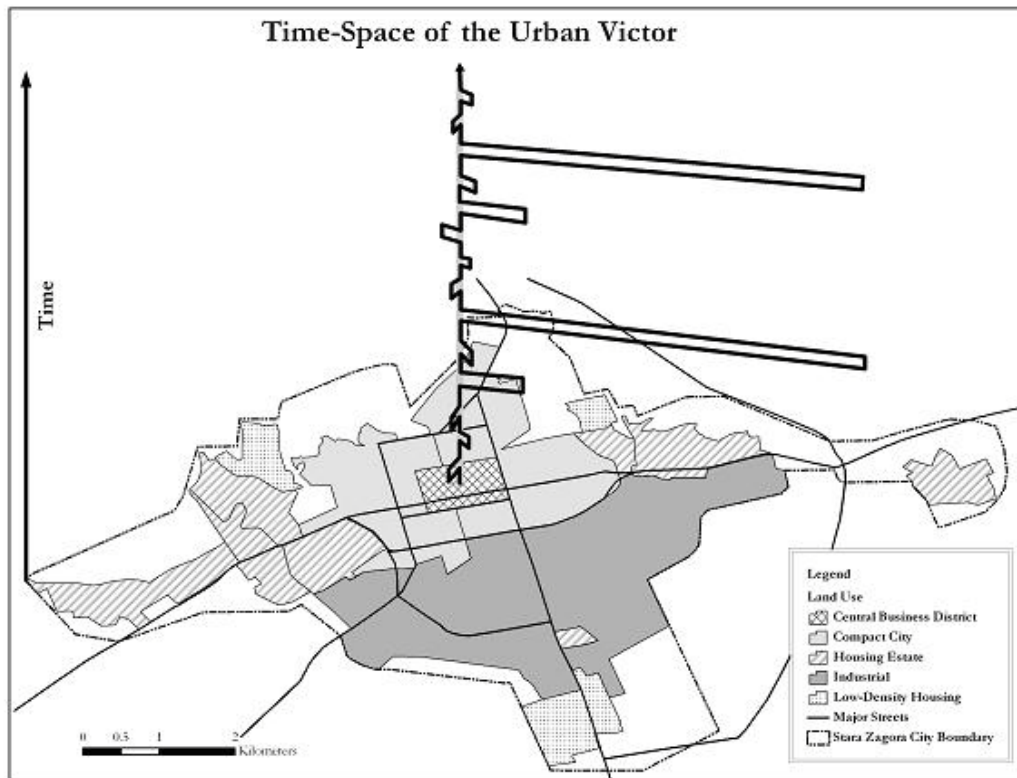 Time-Space of the Urban Victor
Time
Legend
Land Use
Central Business District
Compact City
Housing Estate
Industrial
Low-Density Housing
Major Streets
Stara Zagora City Boundary
0 0.5 1 2
Kilometers